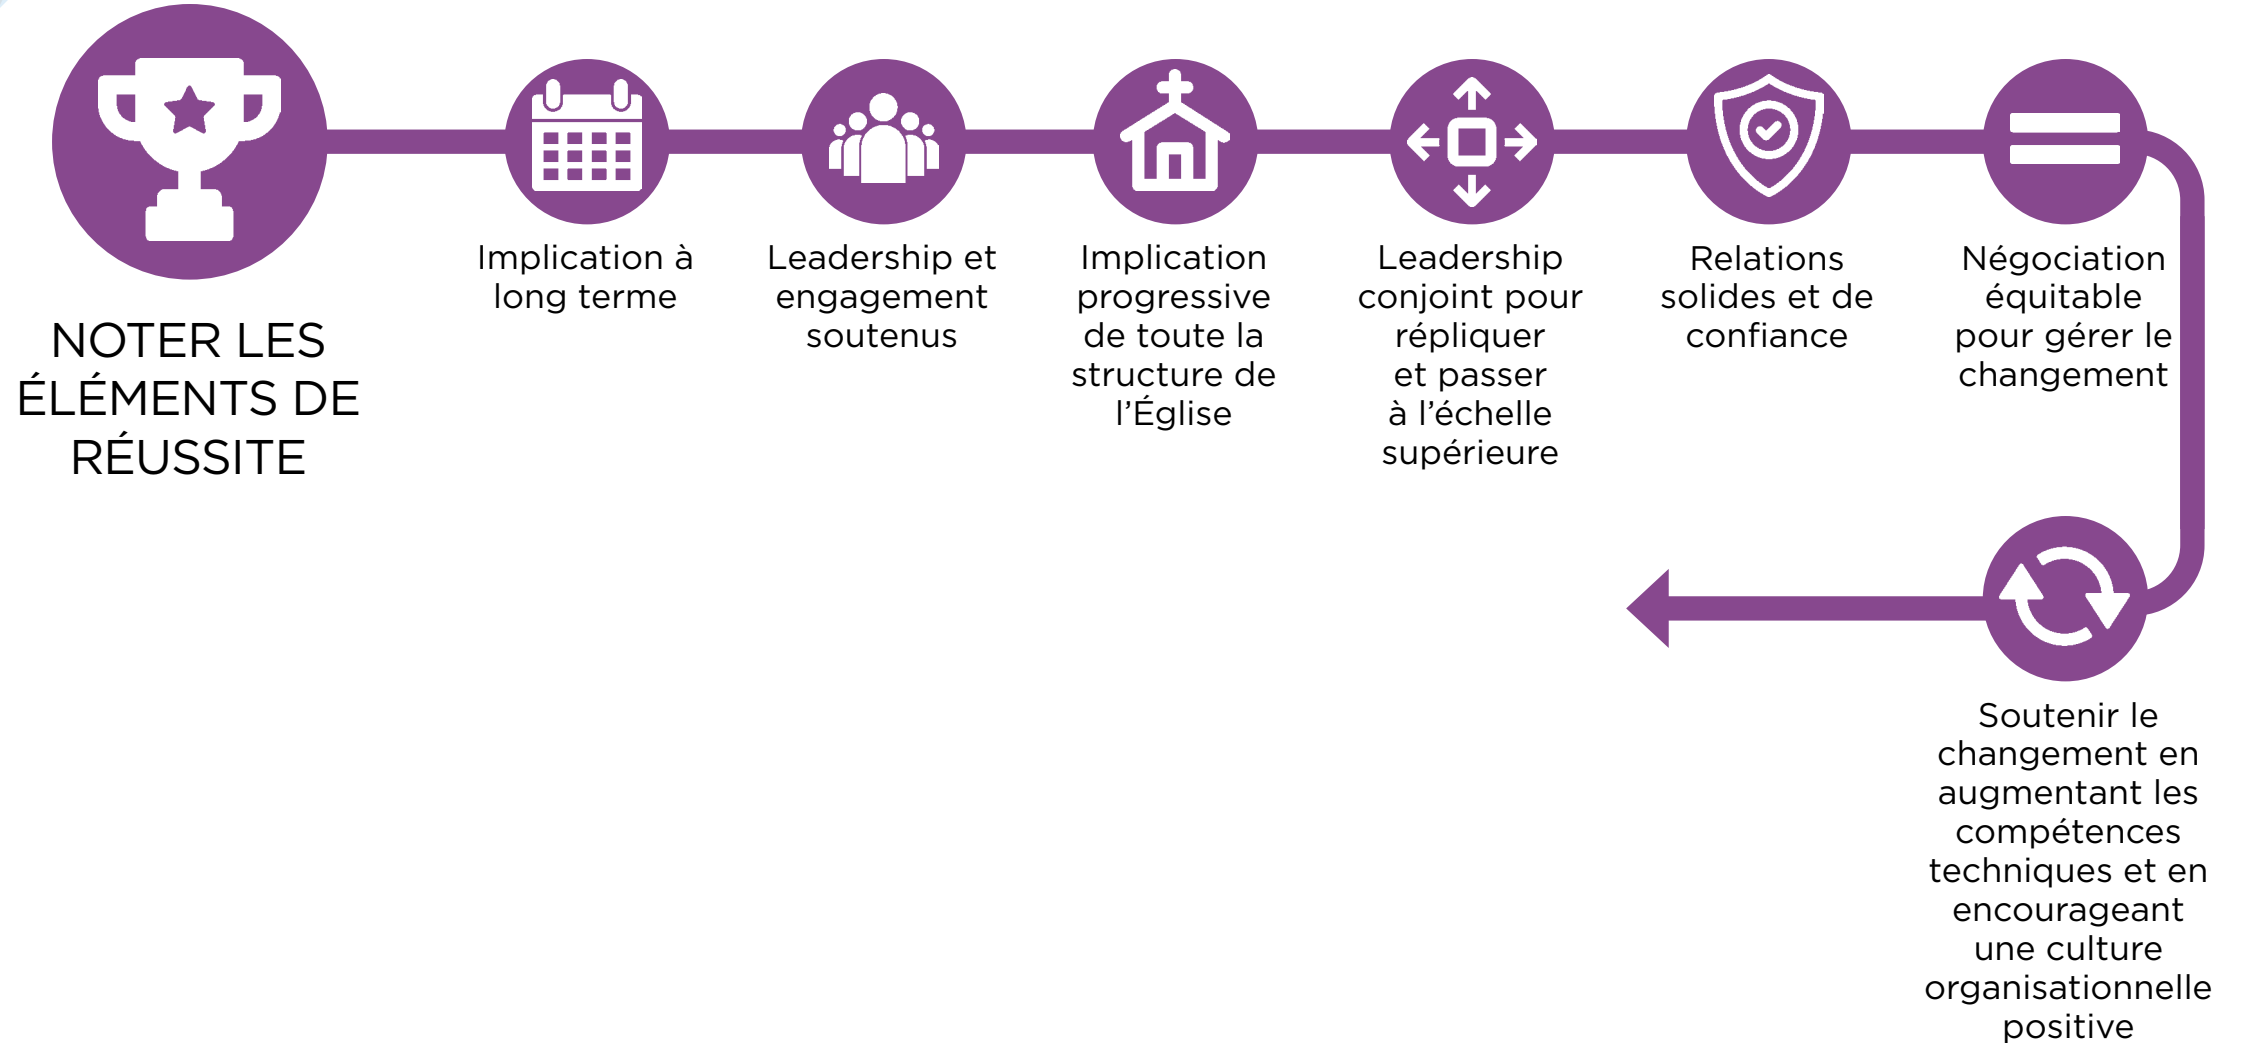 NOTER LES
ÉLÉMENTS DE
RÉUSSITE
Implication à
long terme
Leadership et
engagement
soutenus
Implication
progressive
de toute la
structure de
l’Église
Leadership
conjoint pour
répliquer
et passer
à l’échelle
supérieure
Relations
solides et de
confiance
Négociation
équitable
pour gérer le
changement
Soutenir le
changement en
augmentant les
compétences
techniques et en
encourageant
une culture
organisationnelle
positive